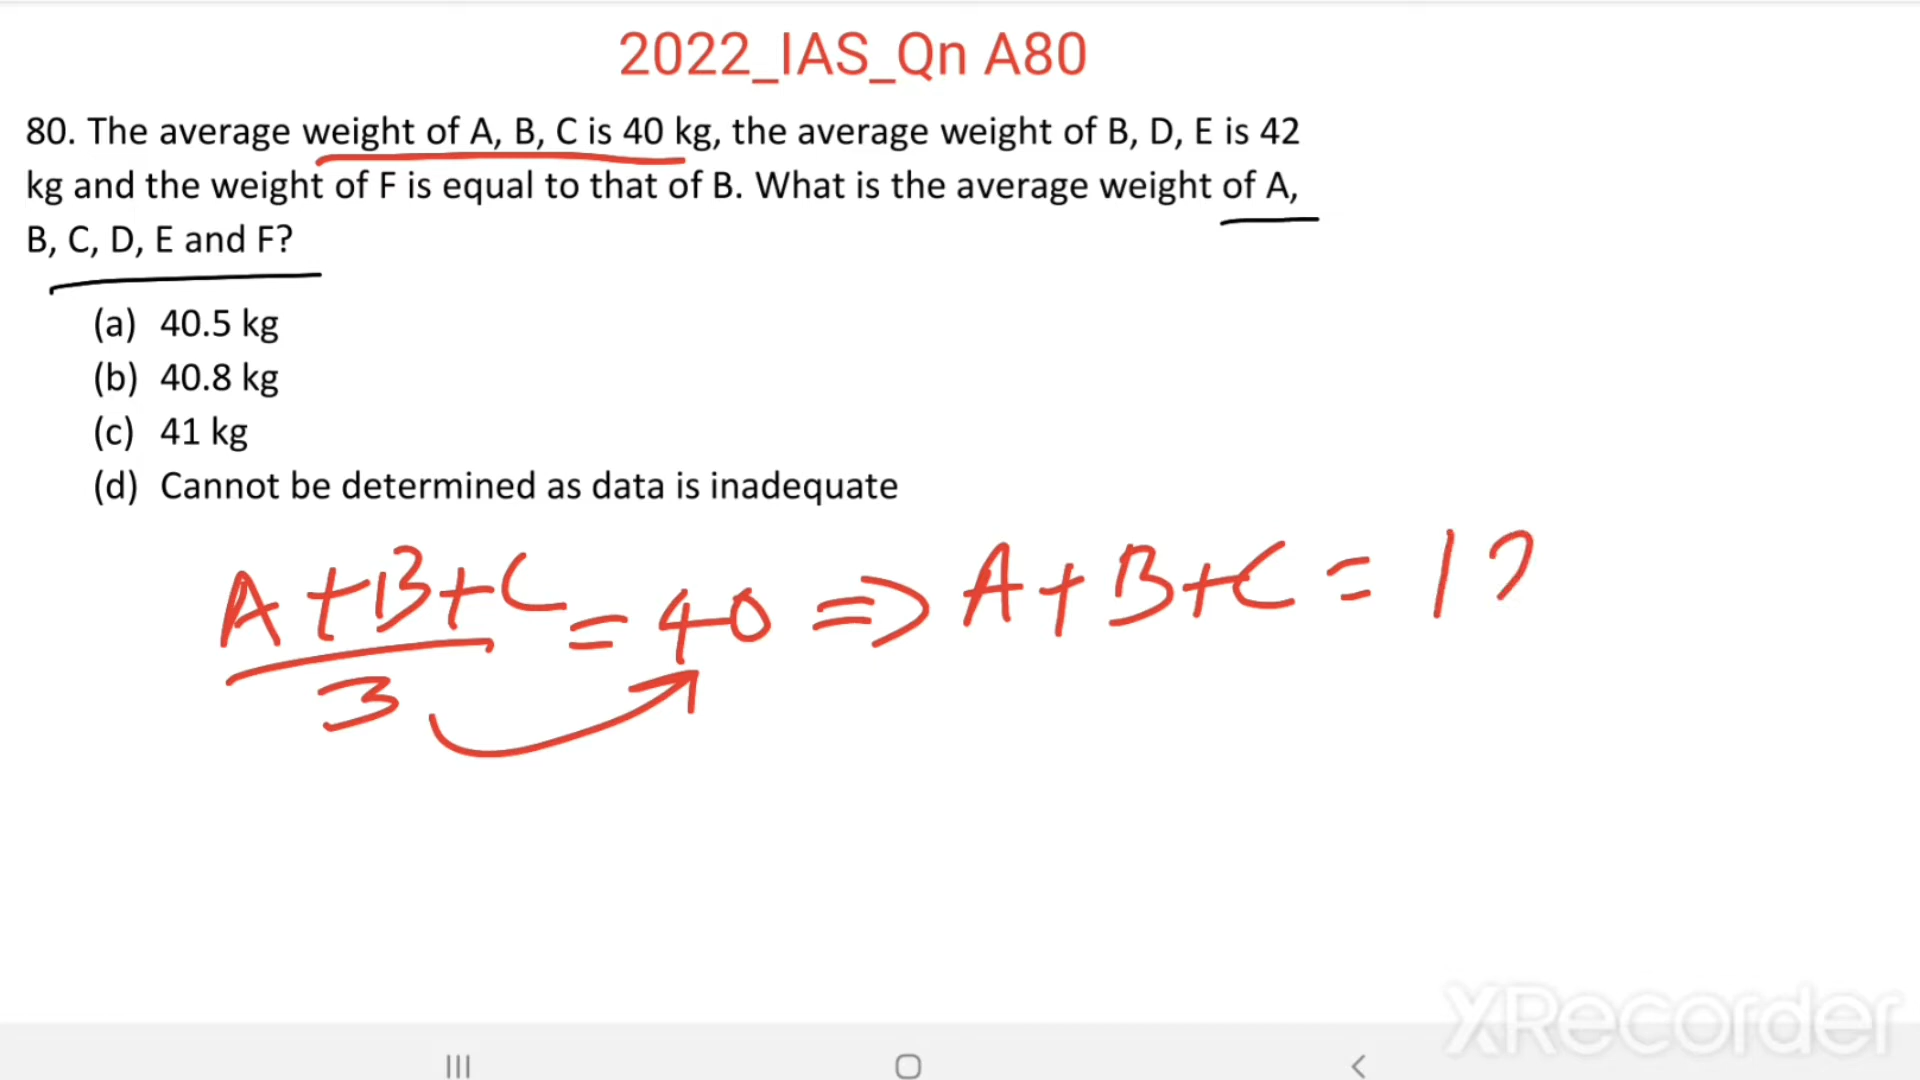 2022_IAS_Qn A80
80. The average weight of A, B, C is 40 kg, the average weight of B, D, E is 42
kg and the weight of F is equal to that of B. What is the average weight of A,
B, C, D, E and F?
(a) 40.5 kg
(b) 40.8 kg
(c) 41 kg
(d) Cannot be determined as data is inadequate
A+B+C/3 = 40 => A+B+C = 12
XRecorder